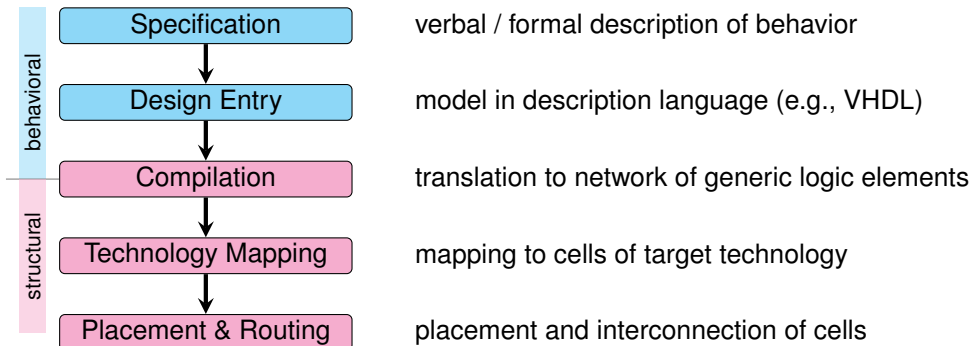 Specification verbal / formal description of behavior
behavioral
Design Entry model in description language (e.g., VHDL)
Compilation translation to network of generic logic elements
structural
Technology Mapping mapping to cells of target technology
Placement & Routing placement and interconnection of cells